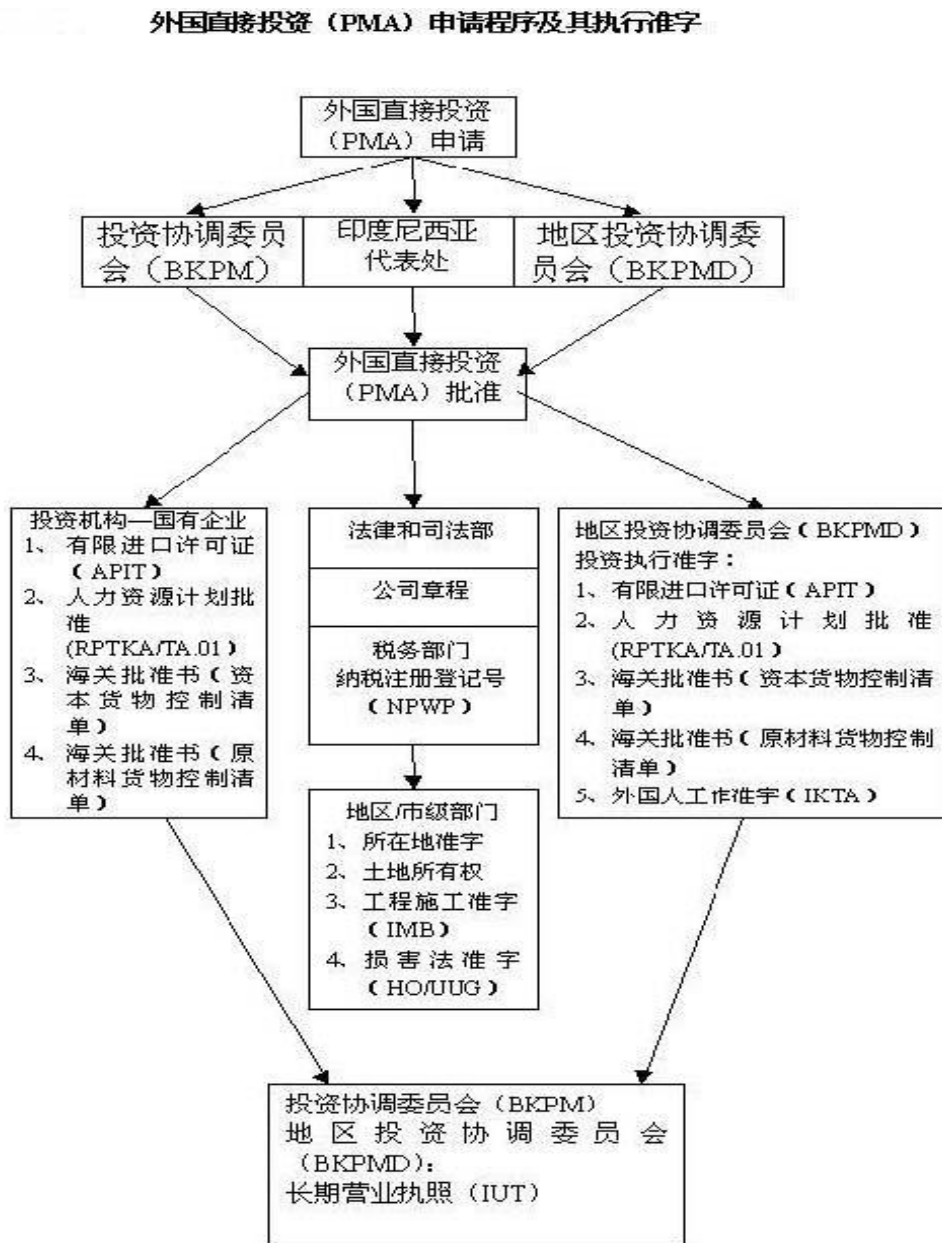 外国直接投资（PMA）申请程序及其执行准字
外国直接投资
（PMA）申请
投资协调委员
会（BKPM）
印度尼西亚
代表处
地区投资协调委
员会（BKPMD）
外国直接投资
（PMA）批准
投资机构—国有企业
1、有限进口许可证
（APIT）
2、人力资源计划批
准
(RPTKA/TA.01)
3、海关批准书（资
本货物控制清
单）
4、海关批准书（原
材料货物控制清
单）
法律和司法部
公司章程
税务部门
纳税注册登记号
（NPWP）
地区/市级部门
1、所在地准字
2、土地所有权
3、工程施工准字
（IMB）
4、损害法准字
（HO/UUG）
地区投资协调委员会（BKPMD）
投资执行准字：
1、有限进口许可证（APIT）
2、人力资源计划批准
(RPTKA/TA.01)
3、海关批准书（资本货物控制清
单）
4、海关批准书（原材料货物控制
清单）
5、外国人工作准字（IKTA）
投资协调委员会（BKPM）
地区投资协调委员会
（BKPMD）：
长期营业执照（IUT）